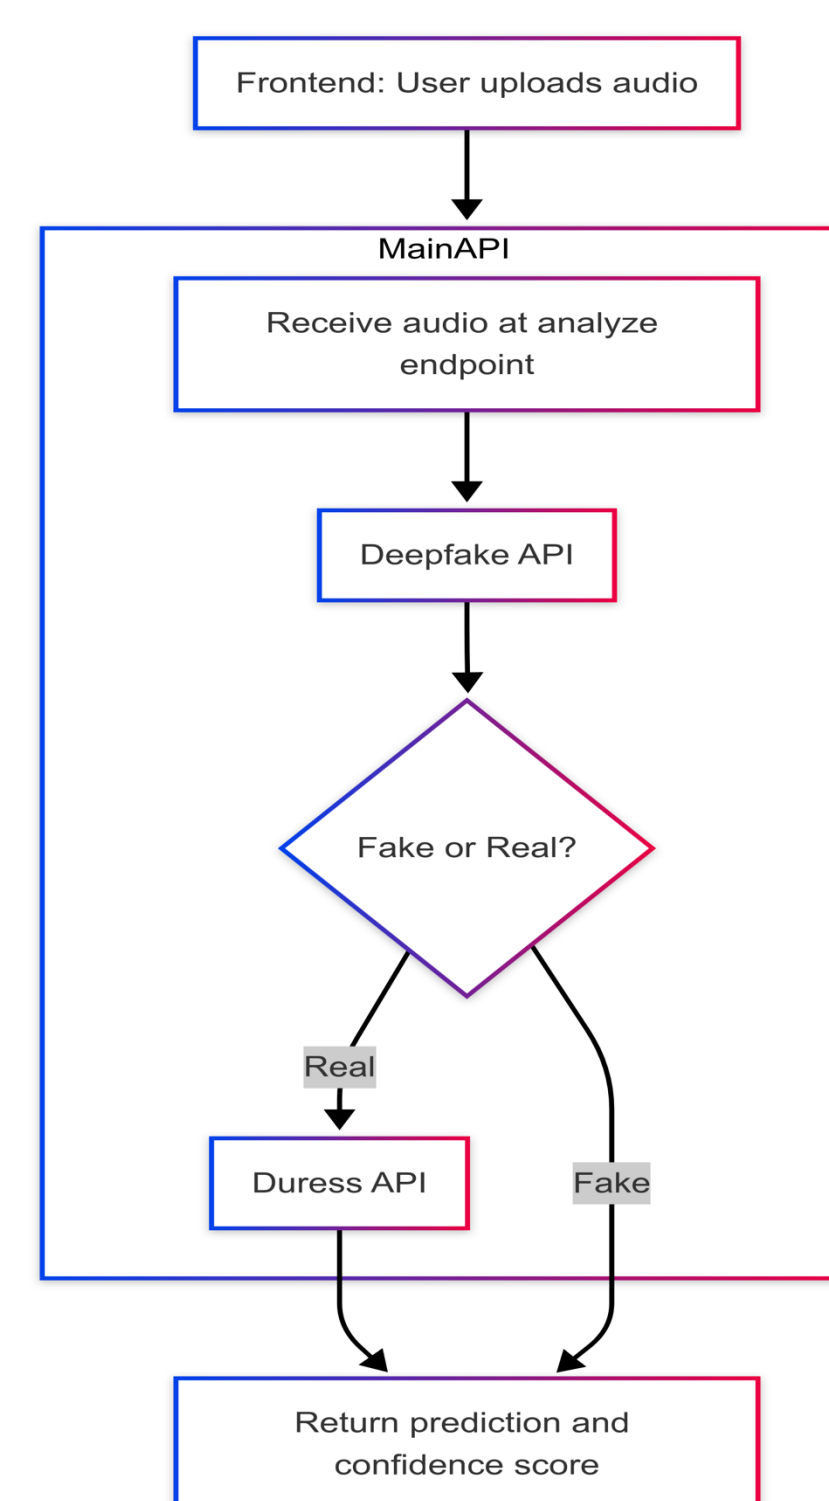 Frontend: User uploads audio
MainAPI
Receive audio at analyze
endpoint
Deepfake API
Fake or Real?
Real
Duress API
Fake
Return prediction and
confidence score